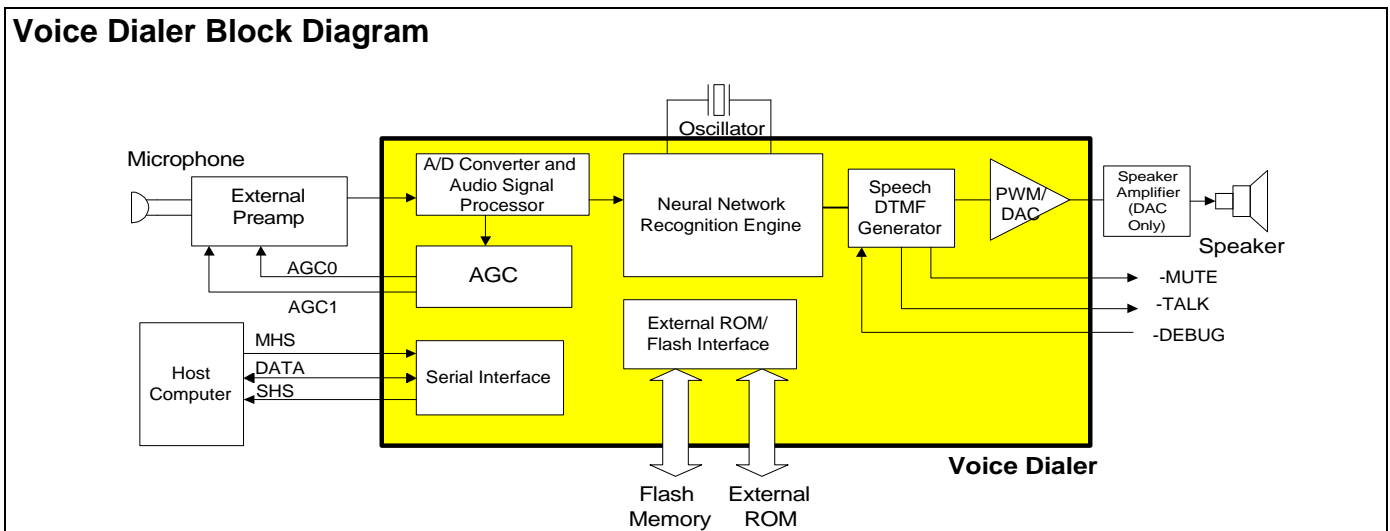 Voice Dialer Block Diagram
Oscillator
Microphone
External
Preamp
A/D Converter and
Audio Signal
Processor
Neural Network
Recognition Engine
Speech
DTMF
Generator
PWM/
DAC
Speaker
Amplifier
(DAC
Only)
Speaker
AGC0
AGC
AGC1
-MUTE
-TALK
-DEBUG
Host
Computer
MHS
DATA
SHS
Serial Interface
External ROM/
Flash Interface
Voice Dialer
Flash
Memory
External
ROM